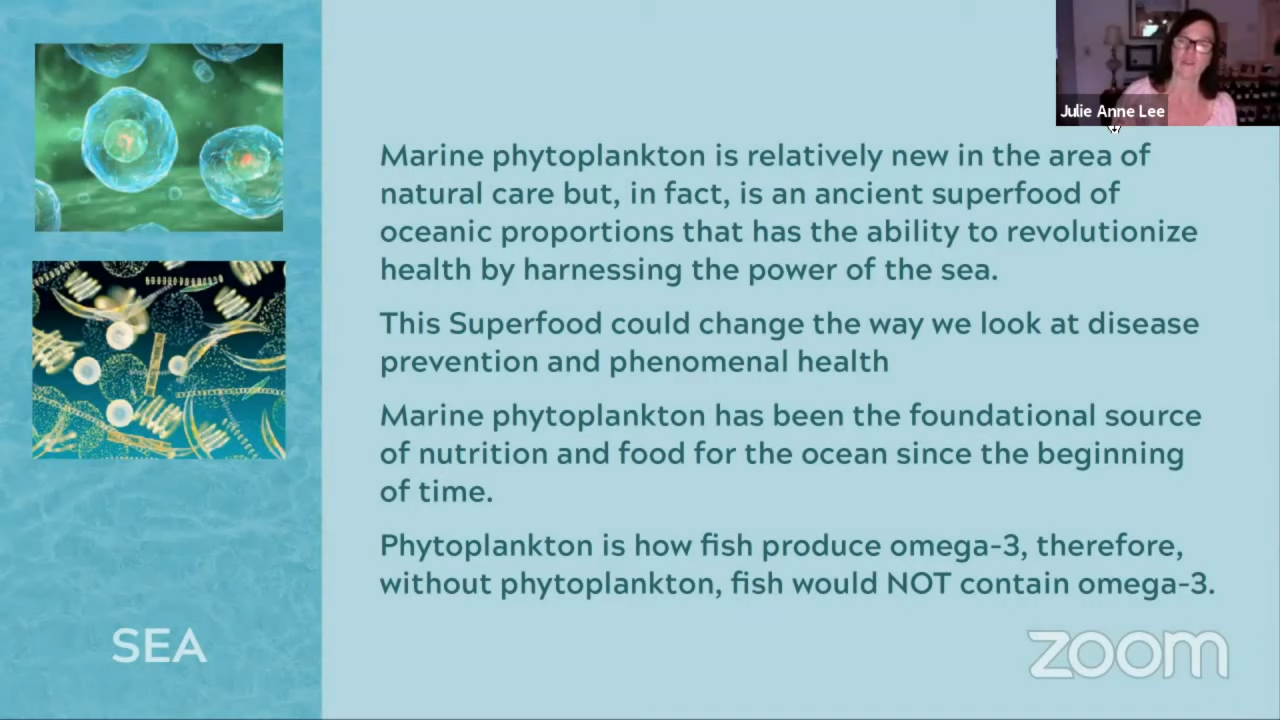 Julie Anne Lee
Marine phytoplankton is relatively new in the area of
natural care but, in fact, is an ancient superfood of
oceanic proportions that has the ability to revolutionize
health by harnessing the power of the sea.
This Superfood could change the way we look at disease
prevention and phenomenal health
Marine phytoplankton has been the foundational source
of nutrition and food for the ocean since the beginning
of time.
Phytoplankton is how fish produce omega-3, therefore,
without phytoplankton, fish would NOT contain omega-3.
SEA
zoom